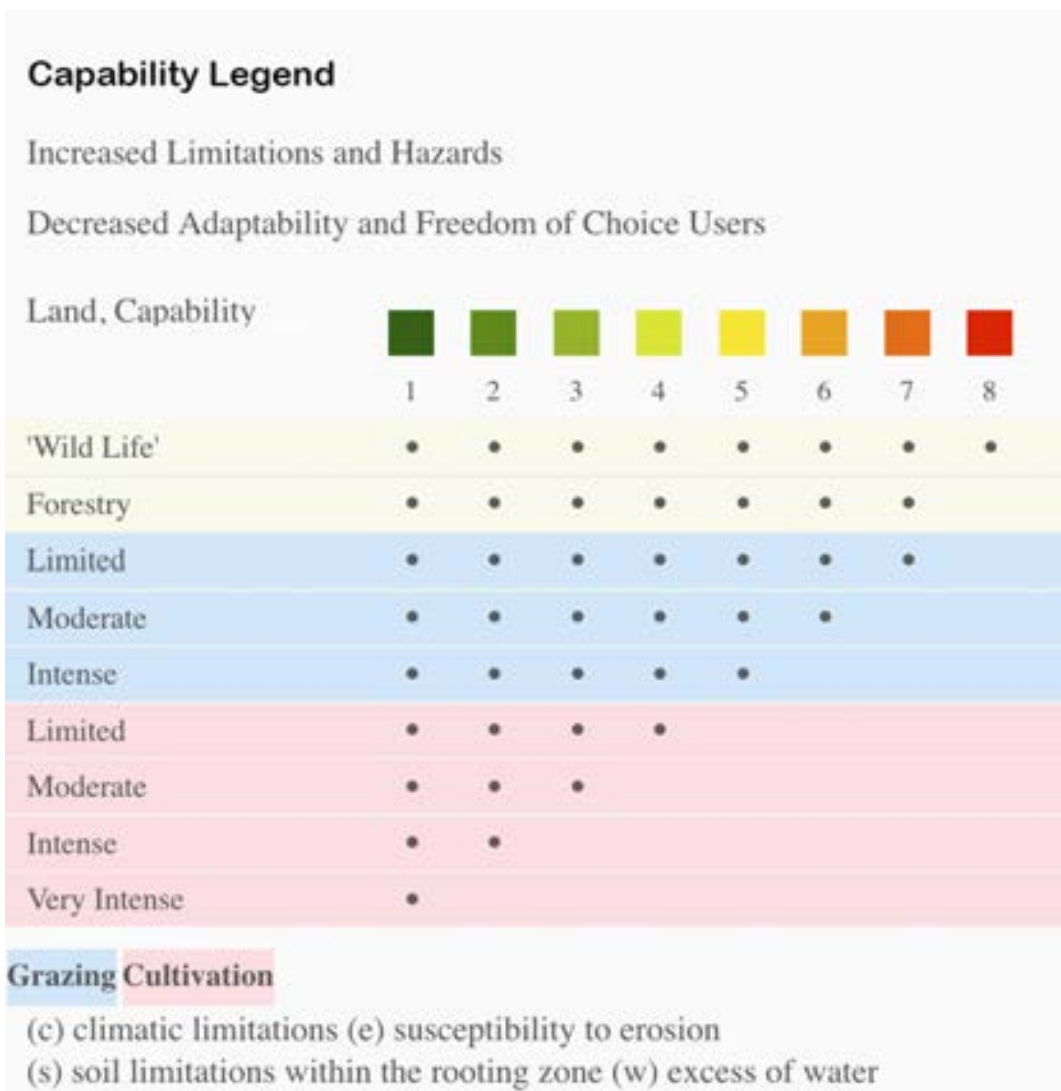 Capability Legend
Increased Limitations and Hazards
Decreased Adaptability and Freedom of Choice Users
Land, Capability
1 2 3 4 5 6 7 8
'Wild Life' • • • • • • • •
Forestry • • • • • • •
Limited • • • • • • •
Moderate • • • • • •
Intense • • • • •
Limited • • • •
Moderate • • •
Intense • •
Very Intense •
Grazing Cultivation
(c) climatic limitations (e) susceptibility to erosion
(s) soil limitations within the rooting zone (w) excess of water